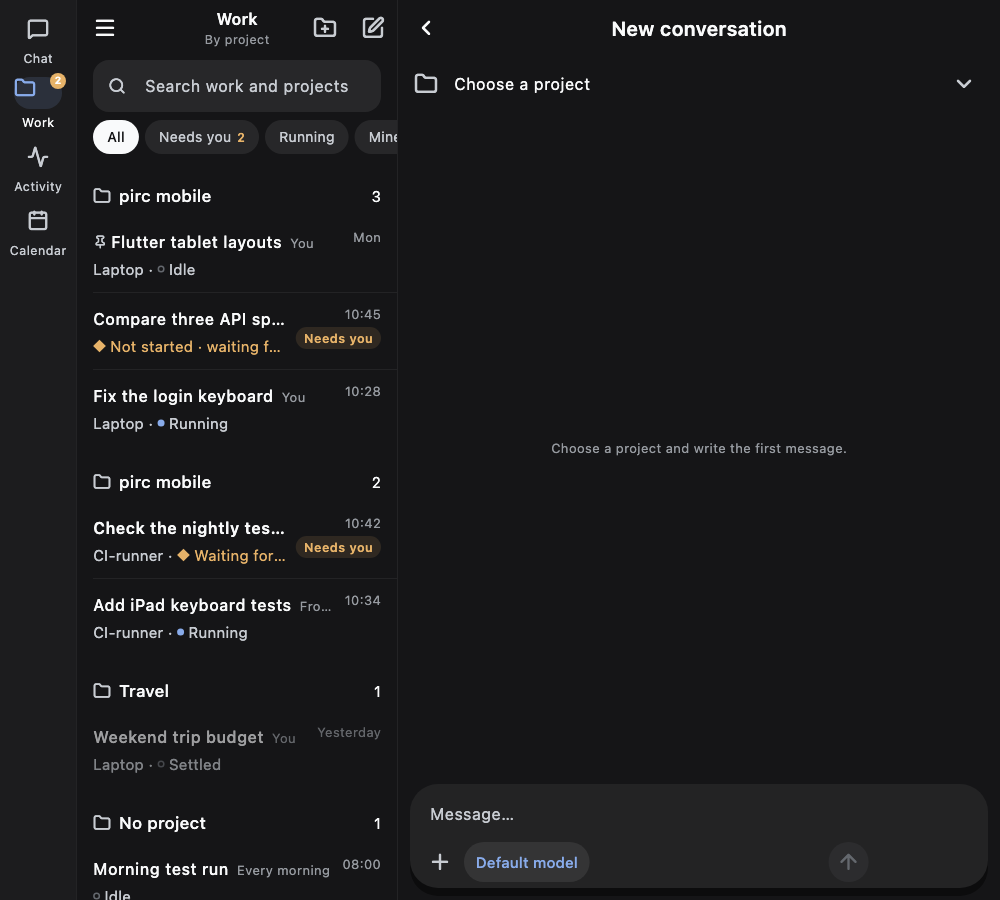 Chat
2
Work
Activity
Calendar
Work
By project
Search work and projects
All
Needs you 2
Running
Mine
pirc mobile 3
Flutter tablet layouts You Mon
Laptop · Idle
Compare three API sp... 10:45
Not started · waiting f... Needs you
Fix the login keyboard You 10:28
Laptop · Running
pirc mobile 2
Check the nightly tes... 10:42
CI-runner · Waiting for... Needs you
Add iPad keyboard tests Fro... 10:34
CI-runner · Running
Travel 1
Weekend trip budget You Yesterday
Laptop · Settled
No project 1
Morning test run Every morning 08:00
Idle
New conversation
Choose a project
Choose a project and write the first message.
Message...
Default model